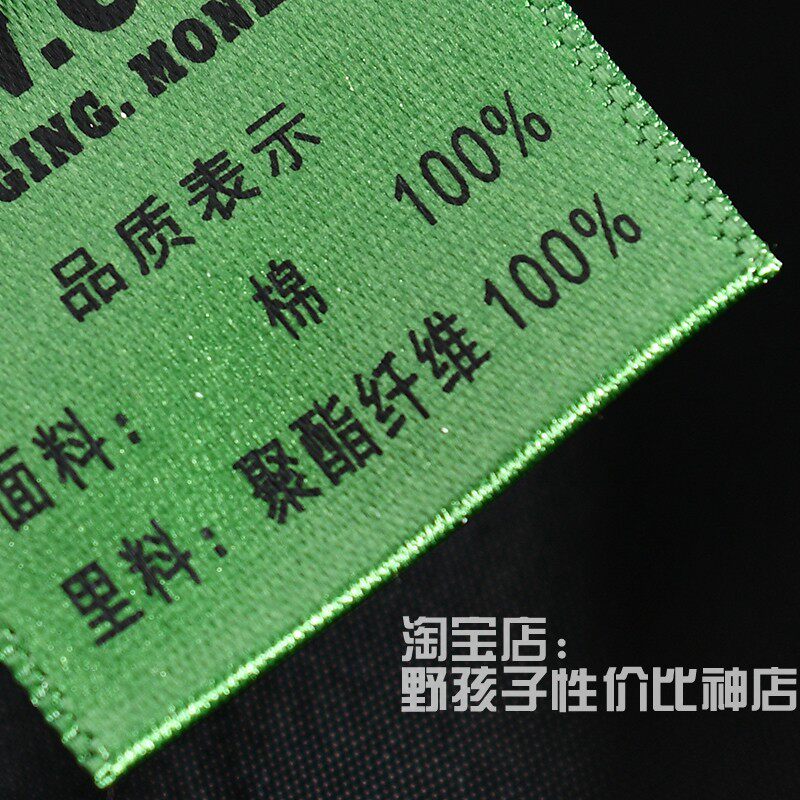 GING. MONE
品质表示
面料： 棉 100%
里料： 聚酯纤维 100%
淘宝店：
野孩子性价比神店